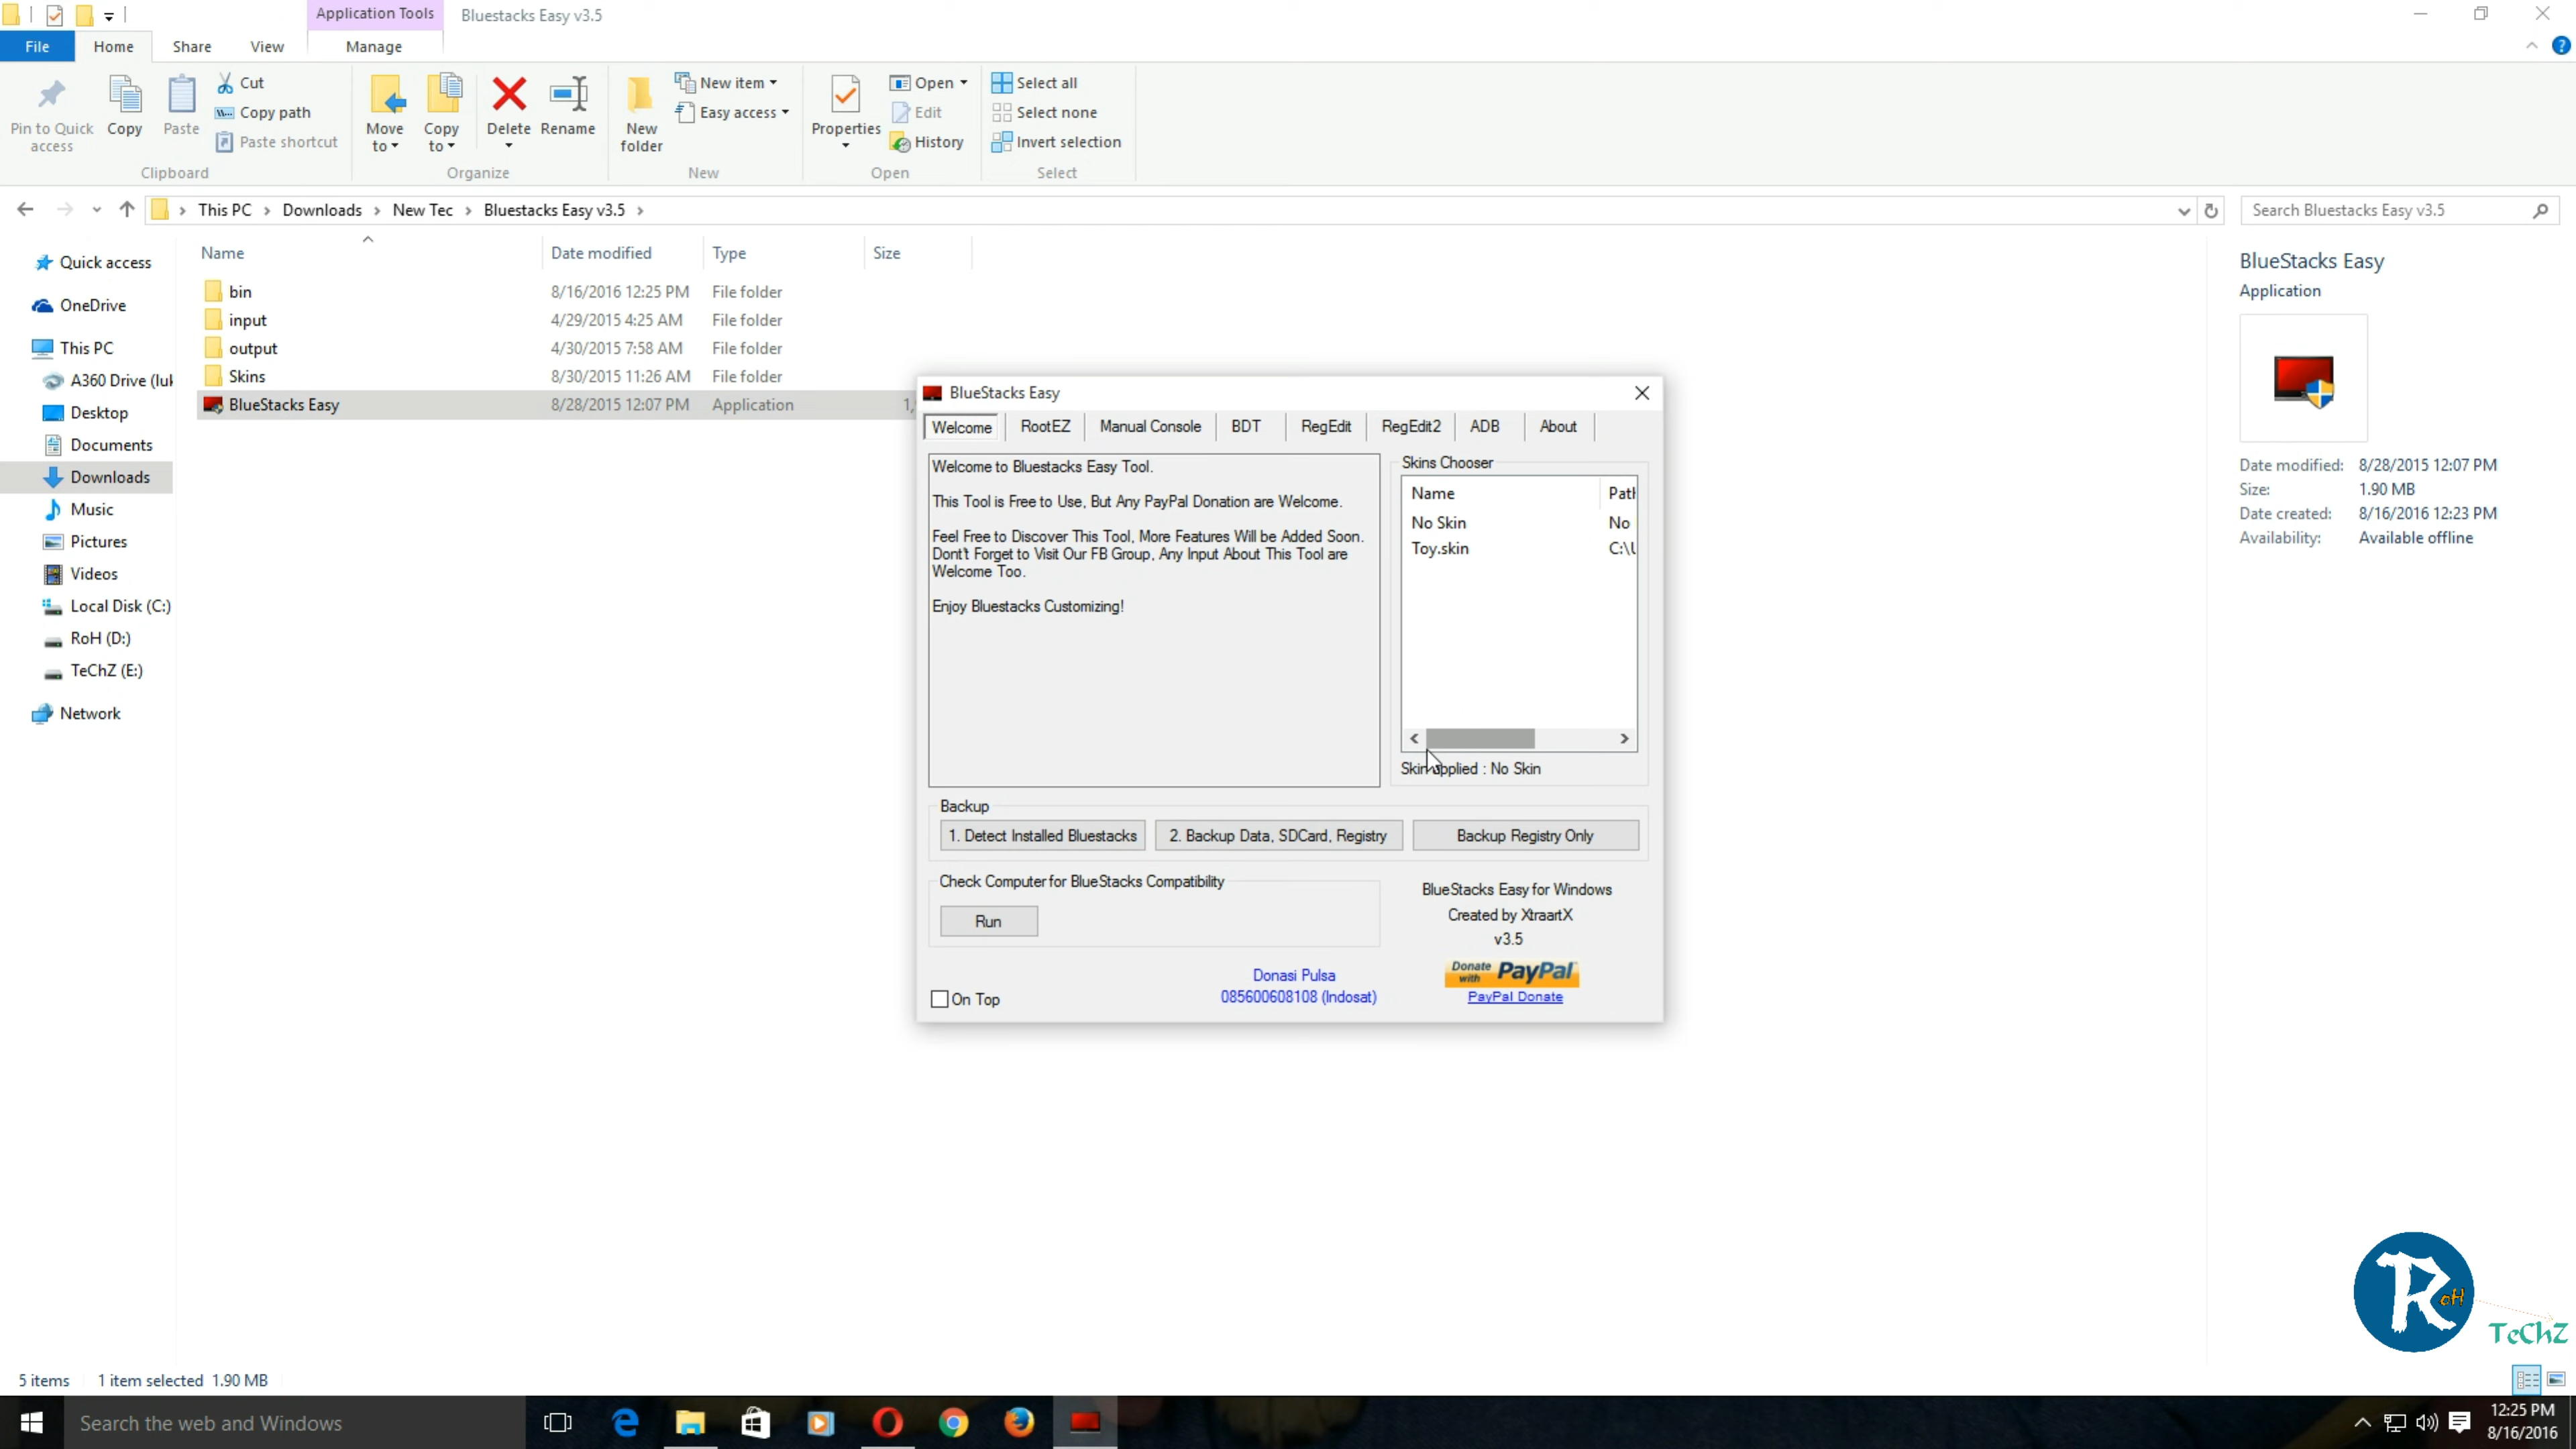 Application Tools Bluestacks Easy v3.5
File Home Share View Manage
Pin to Quick access
Copy
Paste
Cut
Copy path
Paste shortcut
Clipboard
Move to
Copy to
Delete
Rename
Organize
New folder
New item
Easy access
New
Properties
Open
Edit
History
Open
Select all
Select none
Invert selection
Select
This PC > Downloads > New Tec > Bluestacks Easy v3.5 >
Search Bluestacks Easy v3.5
Quick access
OneDrive
This PC
A360 Drive (luk
Desktop
Documents
Downloads
Music
Pictures
Videos
Local Disk (C:)
RoH (D:)
TeChZ (E:)
Network
Name Date modified Type Size
bin 8/16/2016 12:25 PM File folder
input 4/29/2015 4:25 AM File folder
output 4/30/2015 7:58 AM File folder
Skins 8/30/2015 11:26 AM File folder
BlueStacks Easy 8/28/2015 12:07 PM Application 1,
BlueStacks Easy
Welcome RootEZ Manual Console BDT RegEdit RegEdit2 ADB About
Welcome to Bluestacks Easy Tool.
This Tool is Free to Use, But Any PayPal Donation are Welcome.
Feel Free to Discover This Tool, More Features Will be Added Soon.
Don't Forget to Visit Our FB Group, Any Input About This Tool are
Welcome Too.
Enjoy Bluestacks Customizing!
Skins Chooser
Name Path
No Skin No
Toy.skin C:\U
Skin applied : No Skin
Backup
1. Detect Installed Bluestacks 2. Backup Data, SDCard, Registry Backup Registry Only
Check Computer for BlueStacks Compatibility
Run
BlueStacks Easy for Windows
Created by XtraartX
v3.5
Donate with PayPal
PayPal Donate
Donasi Pulsa
085600608108 (Indosat)
On Top
BlueStacks Easy
Application
Date modified: 8/28/2015 12:07 PM
Size: 1.90 MB
Date created: 8/16/2016 12:23 PM
Availability: Available offline
RoH
TeChZ
5 items 1 item selected 1.90 MB
Search the web and Windows
12:25 PM
8/16/2016